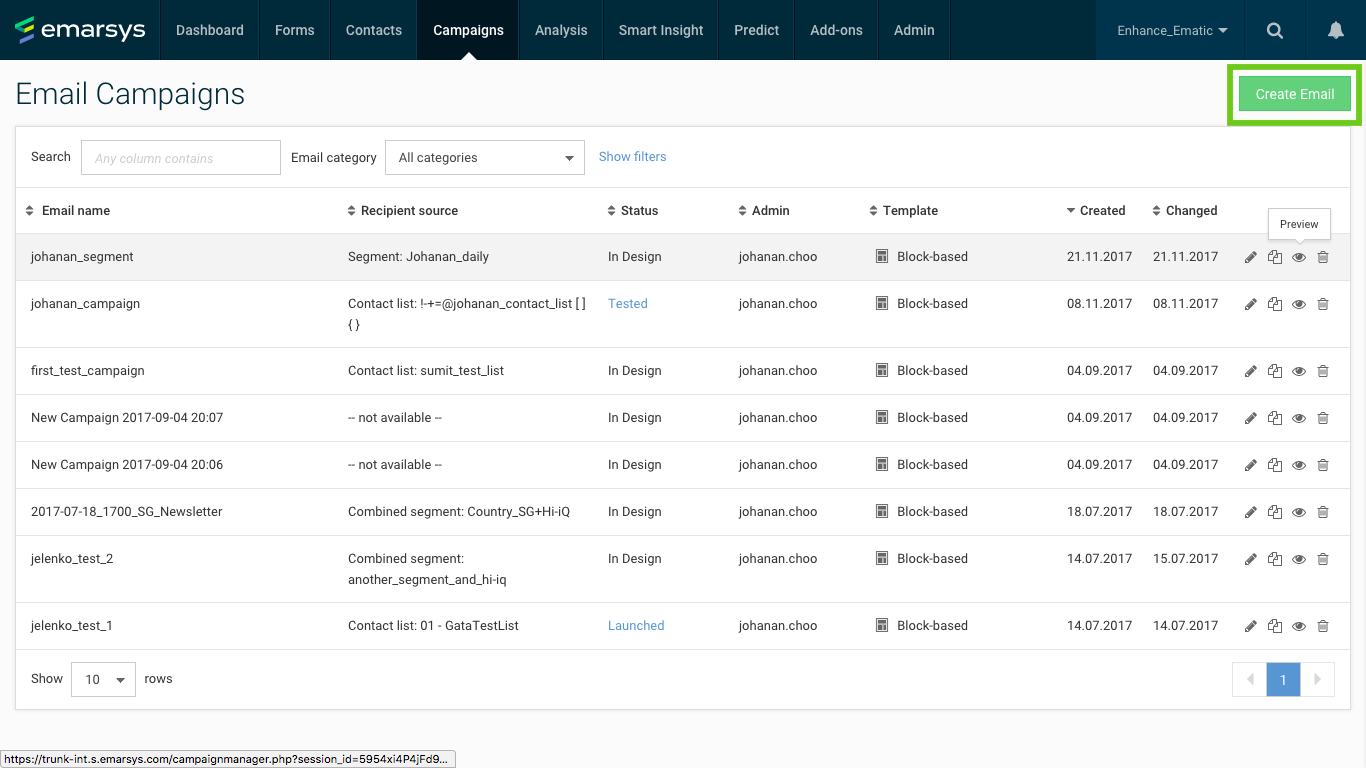 emarsys Dashboard Forms Contacts Campaigns Analysis Smart Insight Predict Add-ons Admin Enhance_Ematic
Email Campaigns Create Email
Search Any column contains Email category All categories Show filters
Email name Recipient source Status Admin Template Created Changed
Preview
johanan_segment Segment: Johanan_daily In Design johanan.choo Block-based 21.11.2017 21.11.2017
johanan_campaign Contact list: !-+=@johanan_contact_list [ ] Tested johanan.choo Block-based 08.11.2017 08.11.2017
{ }
first_test_campaign Contact list: sumit_test_list In Design johanan.choo Block-based 04.09.2017 04.09.2017
New Campaign 2017-09-04 20:07 -- not available -- In Design johanan.choo Block-based 04.09.2017 04.09.2017
New Campaign 2017-09-04 20:06 -- not available -- In Design johanan.choo Block-based 04.09.2017 04.09.2017
2017-07-18_1700_SG_Newsletter Combined segment: Country_SG+Hi-iQ In Design johanan.choo Block-based 18.07.2017 18.07.2017
jelenko_test_2 Combined segment: In Design johanan.choo Block-based 14.07.2017 15.07.2017
another_segment_and_hi-iq
jelenko_test_1 Contact list: 01 - GataTestList Launched johanan.choo Block-based 14.07.2017 14.07.2017
Show 10 rows 1
https://trunk-int.s.emarsys.com/campaignmanager.php?session_id=5954xi4P4jFd9...